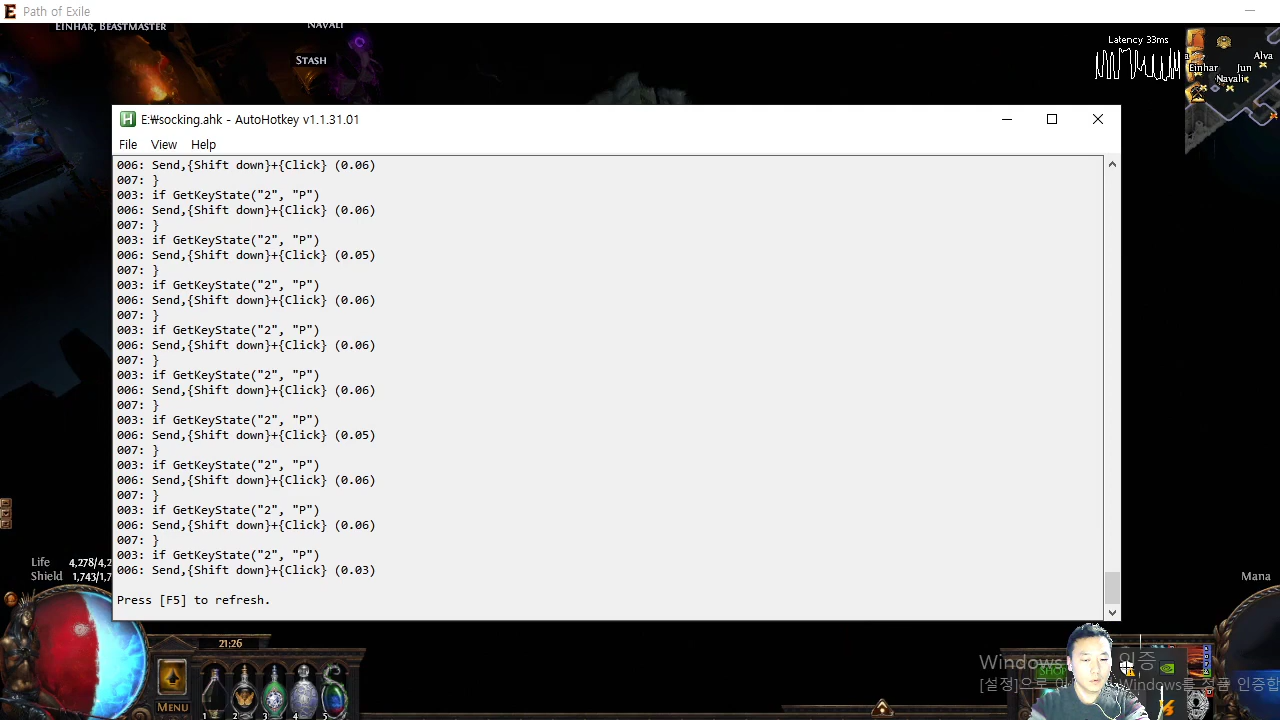 Path of Exile
EINHAR, BEASTMASTER
NAVALI
STASH
Latency 33ms
Alva
Einhar
Jun
Navali
E:₩socking.ahk - AutoHotkey v1.1.31.01
File View Help
006: Send,{Shift down}+{Click} (0.06)
007: }
003: if GetKeyState("2", "P")
006: Send,{Shift down}+{Click} (0.06)
007: }
003: if GetKeyState("2", "P")
006: Send,{Shift down}+{Click} (0.05)
007: }
003: if GetKeyState("2", "P")
006: Send,{Shift down}+{Click} (0.06)
007: }
003: if GetKeyState("2", "P")
006: Send,{Shift down}+{Click} (0.06)
007: }
003: if GetKeyState("2", "P")
006: Send,{Shift down}+{Click} (0.06)
007: }
003: if GetKeyState("2", "P")
006: Send,{Shift down}+{Click} (0.05)
007: }
003: if GetKeyState("2", "P")
006: Send,{Shift down}+{Click} (0.06)
007: }
003: if GetKeyState("2", "P")
006: Send,{Shift down}+{Click} (0.06)
007: }
003: if GetKeyState("2", "P")
006: Send,{Shift down}+{Click} (0.03)
Press [F5] to refresh.
Life 4,278/4,2
Shield 1,743/1,7
Mana
21:26
MENU
1 2 3 4 5
Windows 인증
[설정]으로 Windows를 정품 인증합